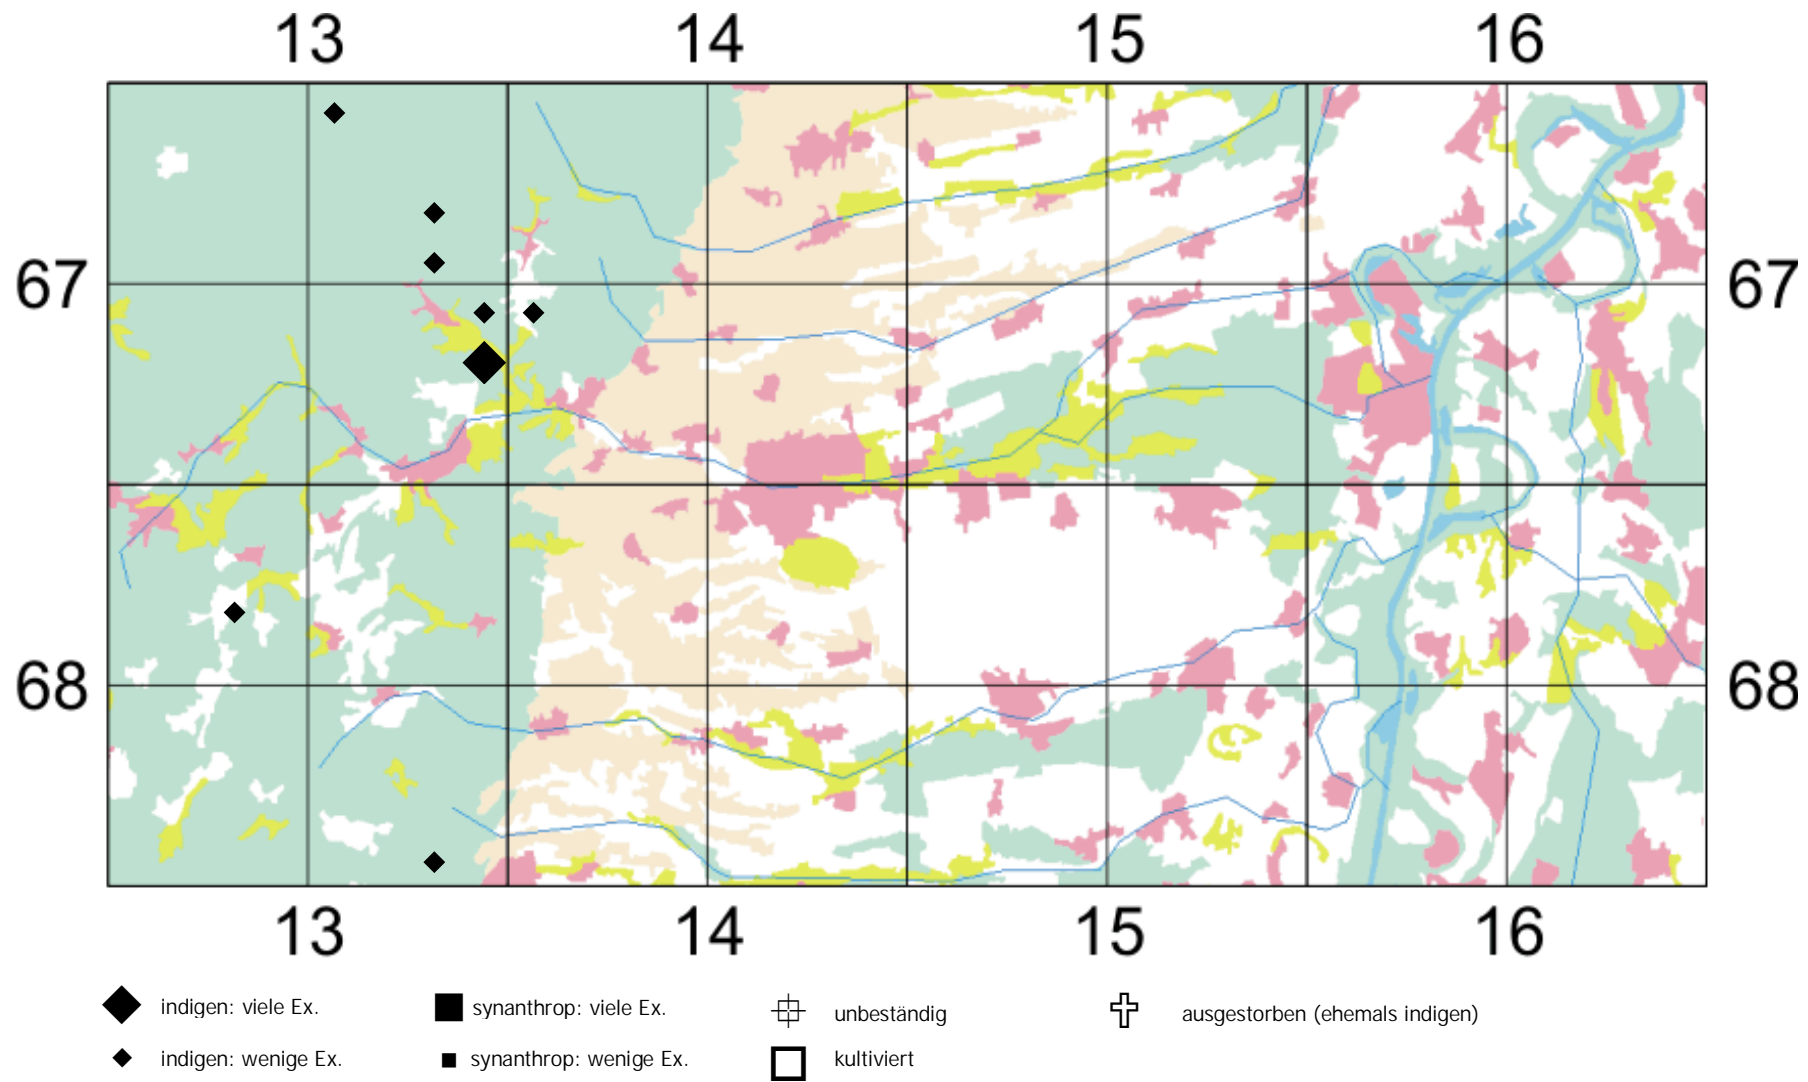 13 14 15 16
67 67
68 68
13 14 15 16
indigen: viele Ex. synanthrop: viele Ex. unbeständig ausgestorben (ehemals indigen)
indigen: wenige Ex. synanthrop: wenige Ex. kultiviert